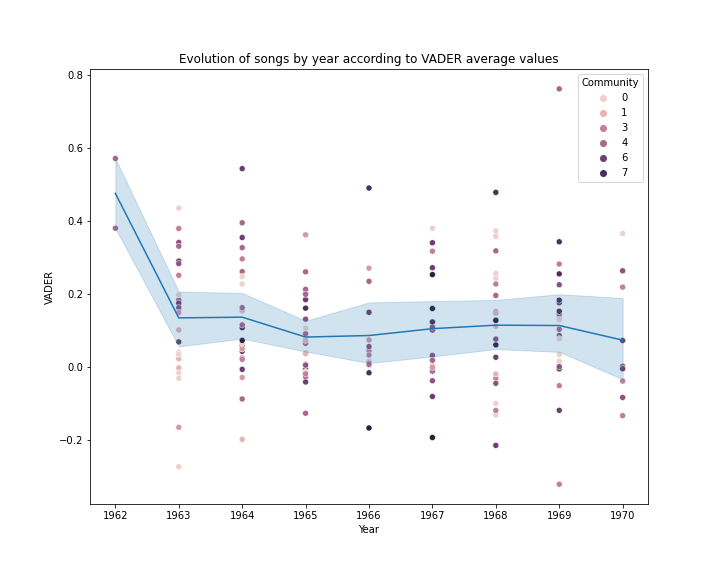 Evolution of songs by year according to VADER average values
Community
0
1
3
4
6
7
0.8
0.6
0.4
0.2
0.0
−0.2
VADER
1962 1963 1964 1965 1966 1967 1968 1969 1970
Year